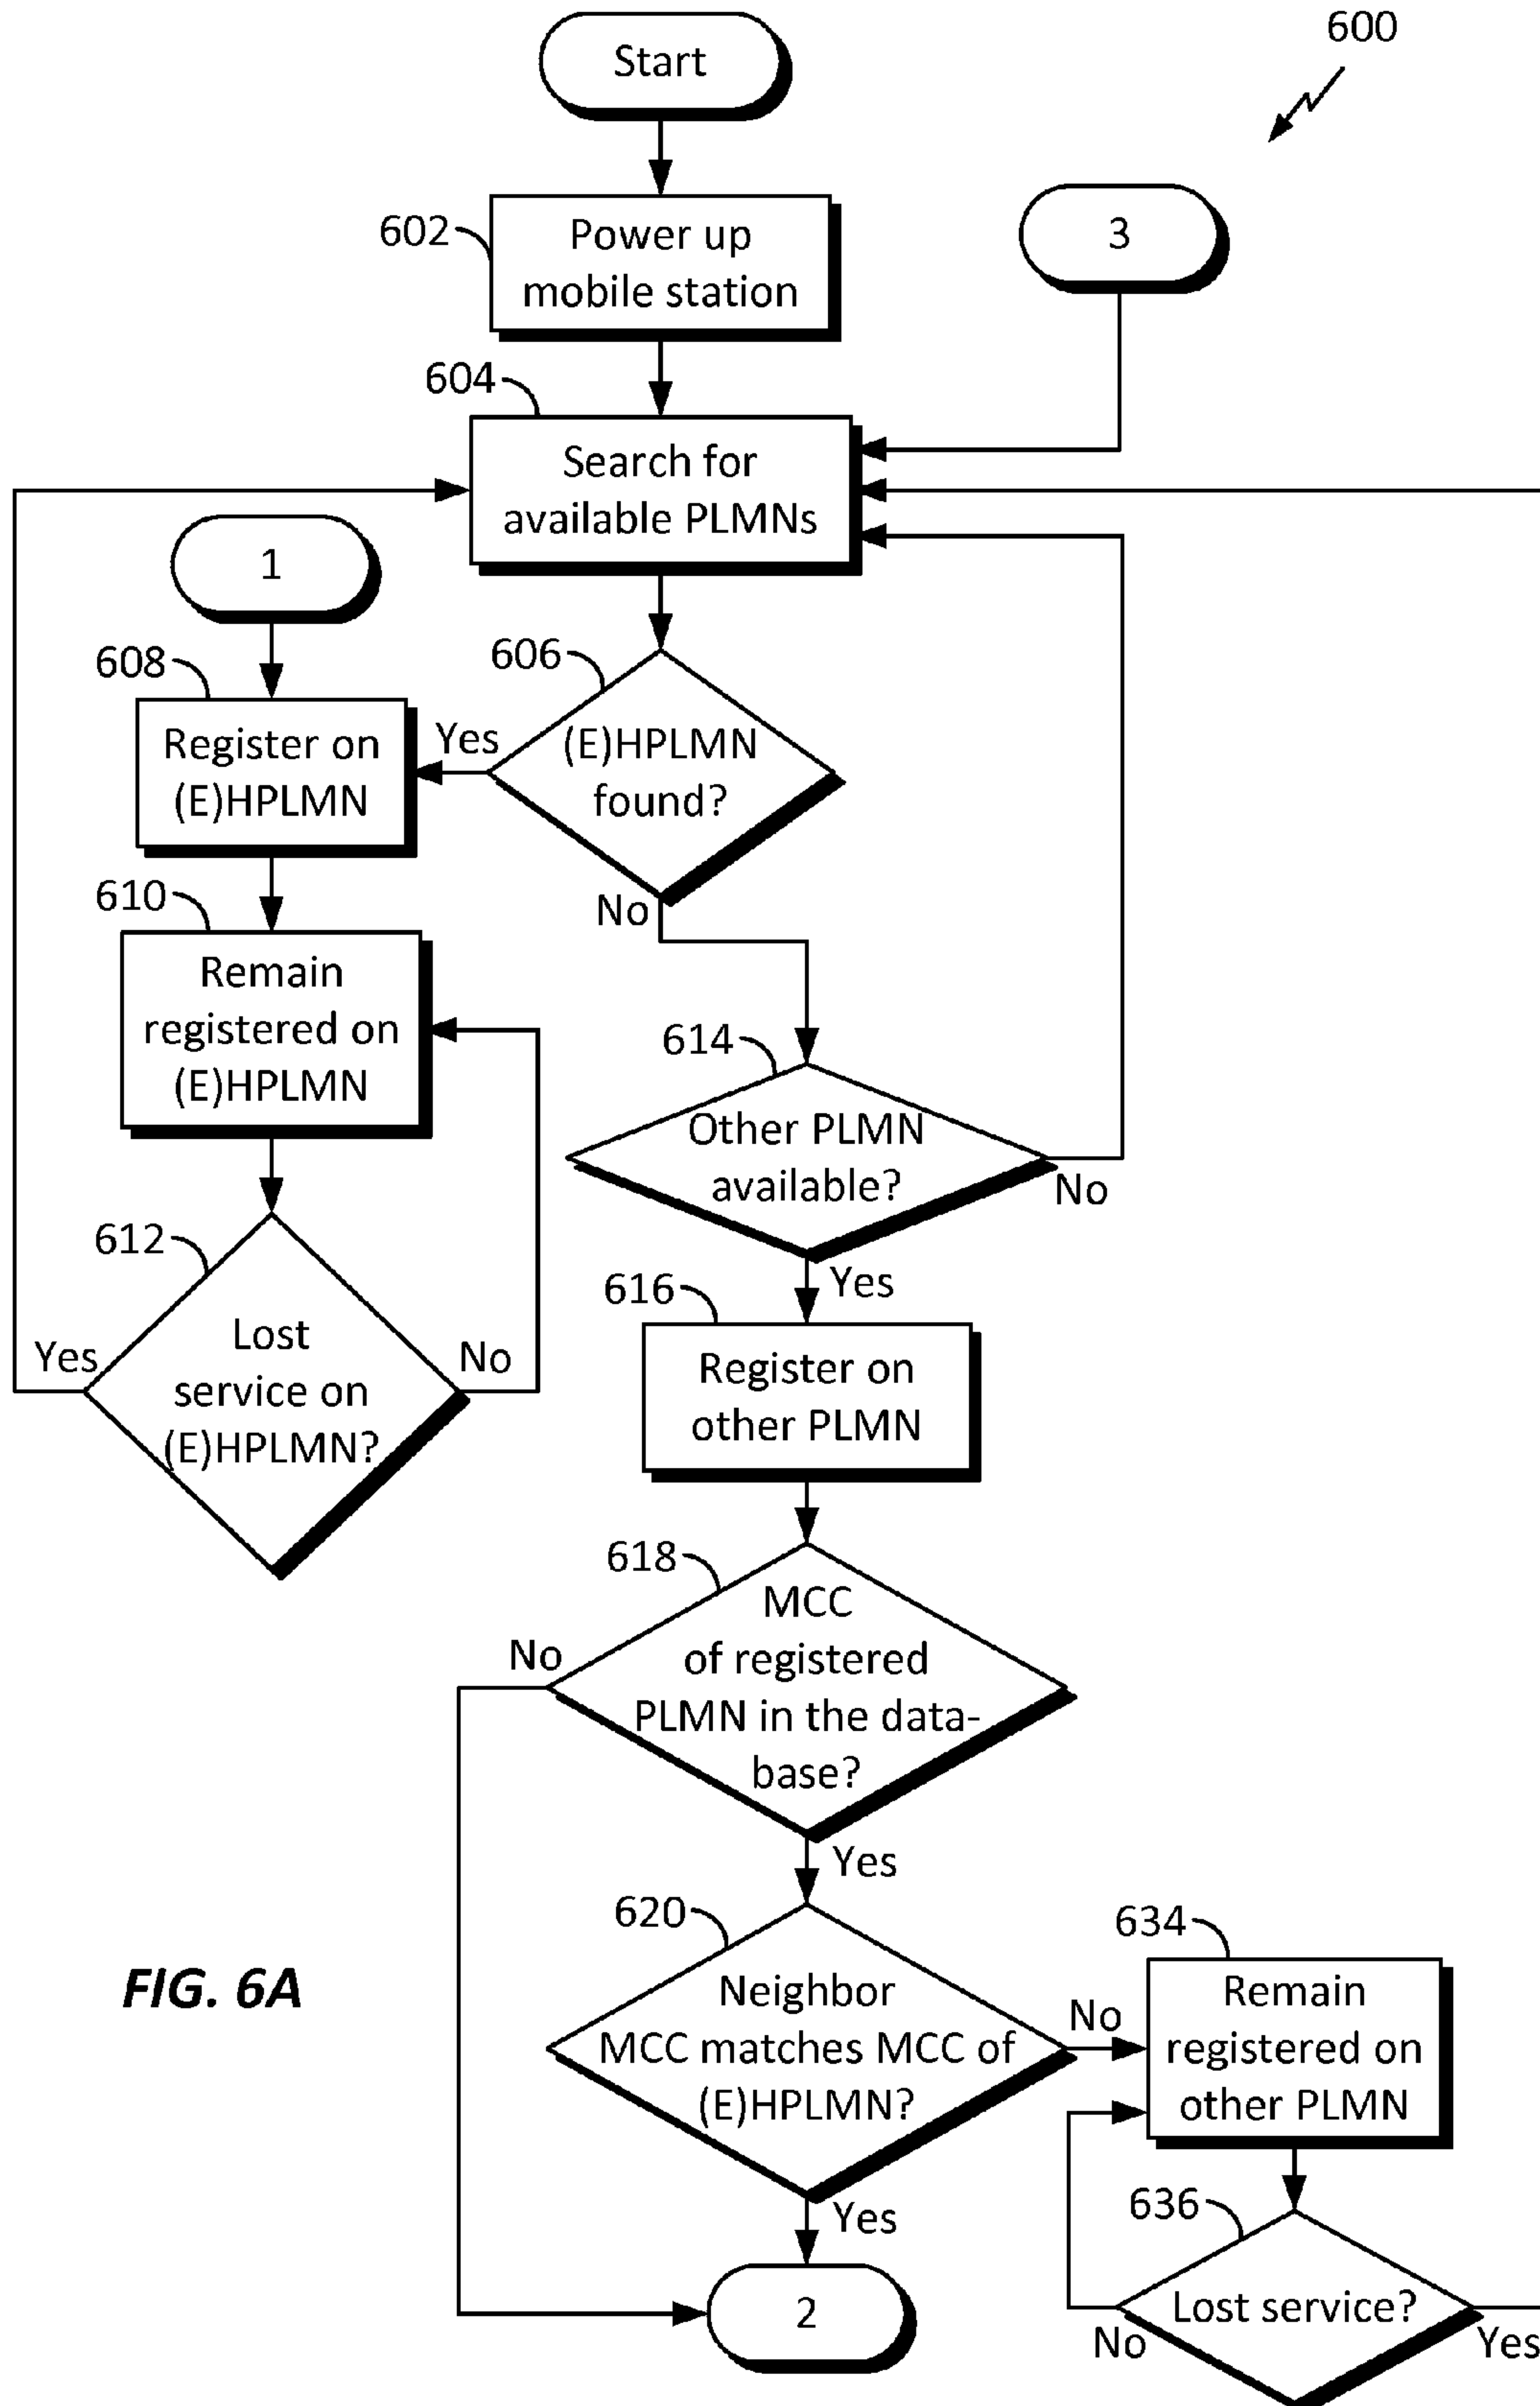 600
Start
602
Power up
mobile station
3
604
Search for
available PLMNs
1
606
(E)HPLMN
found?
Yes
No
608
Register on
(E)HPLMN
610
Remain
registered on
(E)HPLMN
612
Lost
service on
(E)HPLMN?
Yes
No
614
Other PLMN
available?
No
Yes
616
Register on
other PLMN
618
MCC
of registered
PLMN in the data-
base?
No
Yes
620
Neighbor
MCC matches MCC of
(E)HPLMN?
No
Yes
634
Remain
registered on
other PLMN
636
Lost service?
No
Yes
2
FIG. 6A